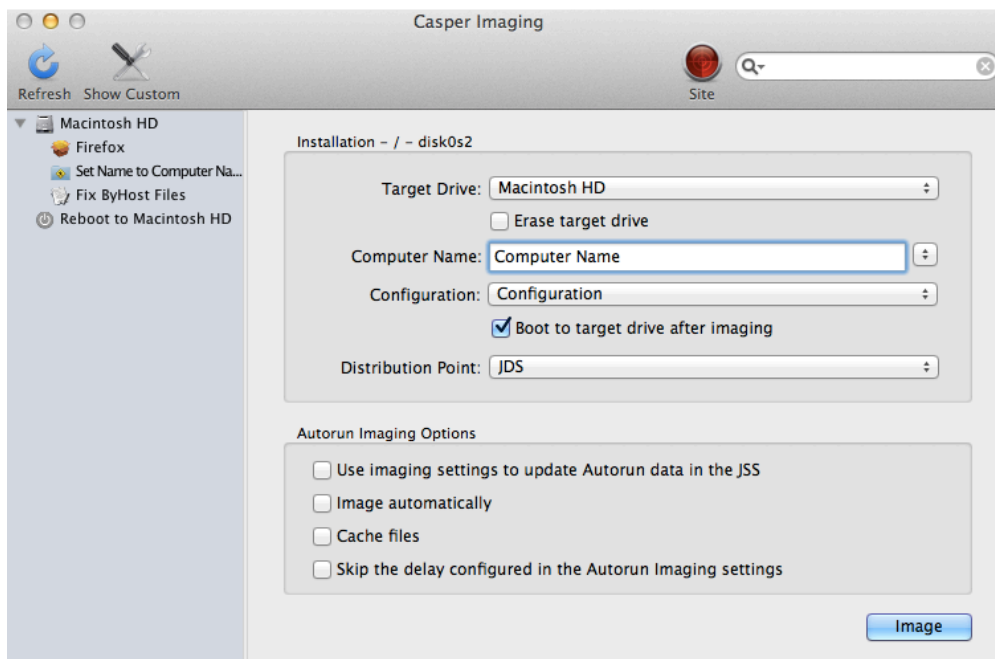 Casper Imaging
Refresh Show Custom
Site
Macintosh HD
Firefox
Set Name to Computer Na...
Fix ByHost Files
Reboot to Macintosh HD
Installation - / - disk0s2
Target Drive: Macintosh HD
Erase target drive
Computer Name: Computer Name
Configuration: Configuration
Boot to target drive after imaging
Distribution Point: JDS
Autorun Imaging Options
Use imaging settings to update Autorun data in the JSS
Image automatically
Cache files
Skip the delay configured in the Autorun Imaging settings
Image